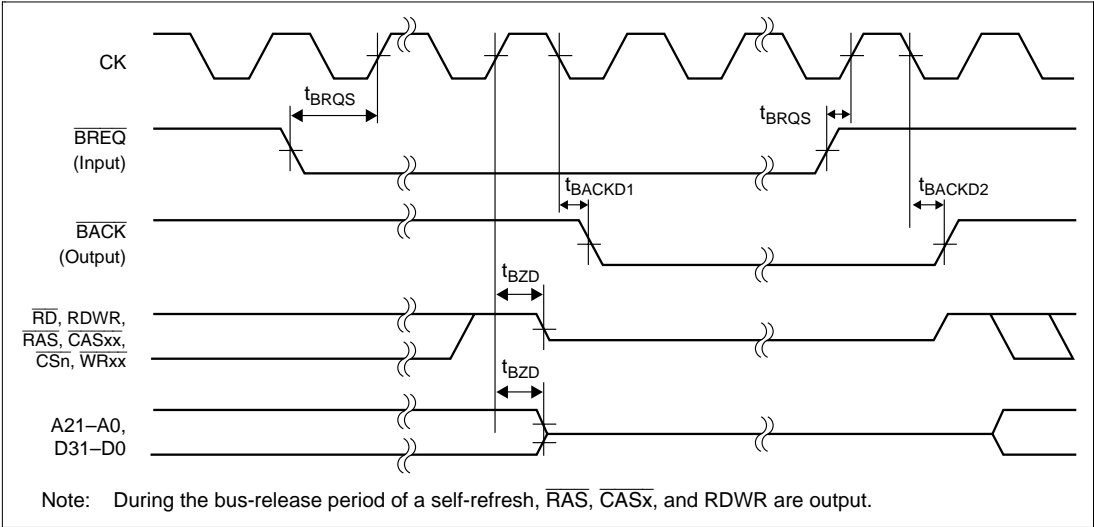 CK
tBRQS
tBRQS
BREQ
(Input)
tBACKD1
tBACKD2
BACK
(Output)
tBZD
RD, RDWR,
RAS, CASxx,
CSn, WRxx
tBZD
A21–A0,
D31–D0
Note: During the bus-release period of a self-refresh, RAS, CASx, and RDWR are output.